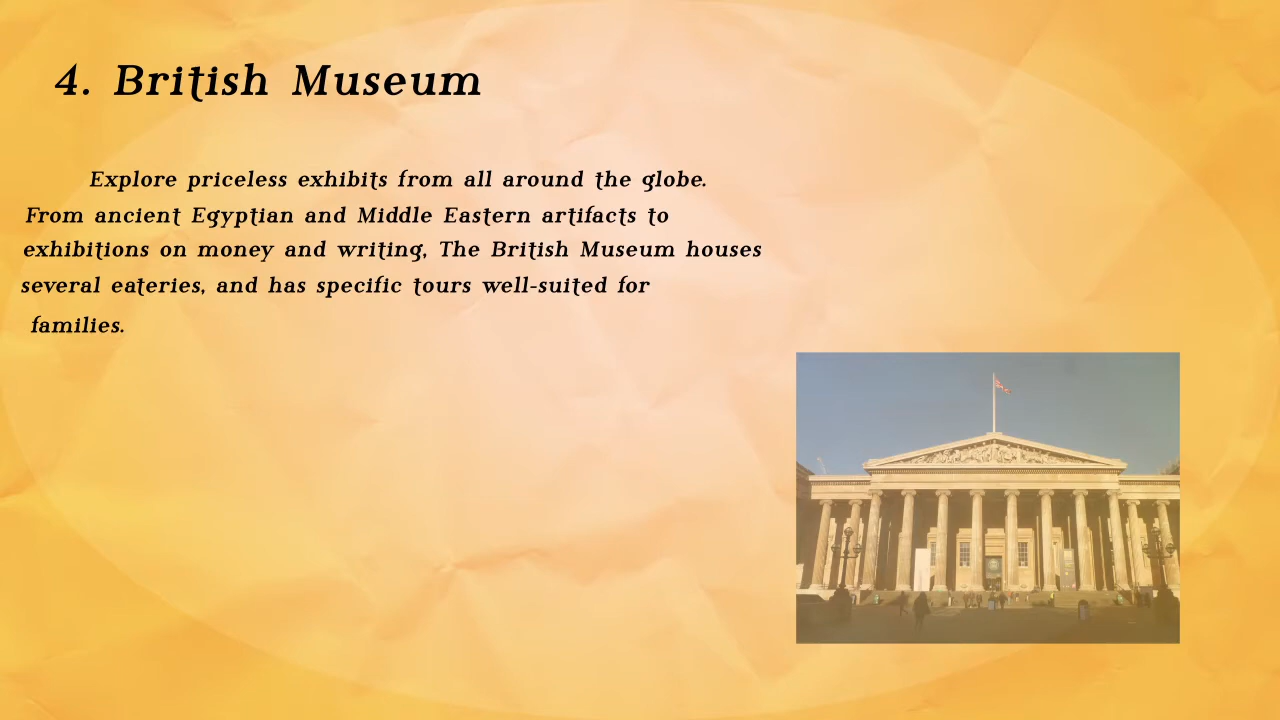 4. British Museum
Explore priceless exhibits from all around the globe.
From ancient Egyptian and Middle Eastern artifacts to
exhibitions on money and writing, The British Museum houses
several eateries, and has specific tours well-suited for
families.